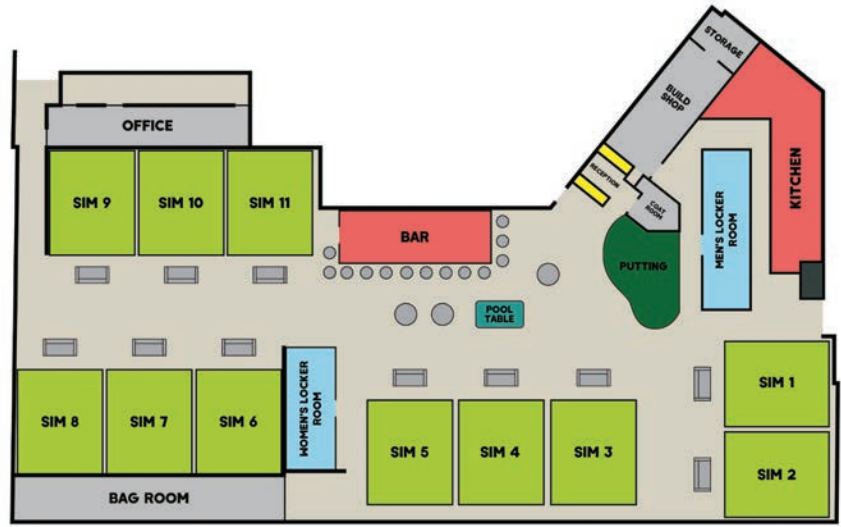 STORAGE
BUILD
SHOP
OFFICE
KITCHEN
RECEPTION
SIM 9
SIM 10
SIM 11
COAT
ROOM
MEN'S LOCKER
ROOM
BAR
PUTTING
POOL
TABLE
SIM 1
WOMEN'S LOCKER
ROOM
SIM 8
SIM 7
SIM 6
SIM 5
SIM 4
SIM 3
SIM 2
BAG ROOM